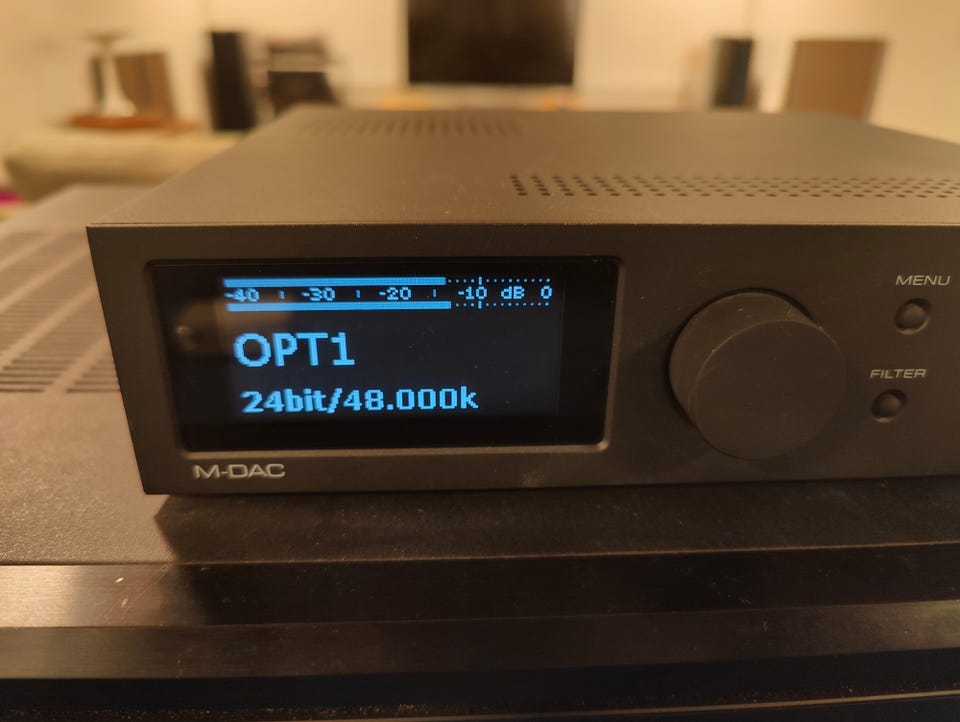 -40 -30 -20 -10 dB 0
OPT1
24bit/48.000k
M-DAC
MENU
FILTER